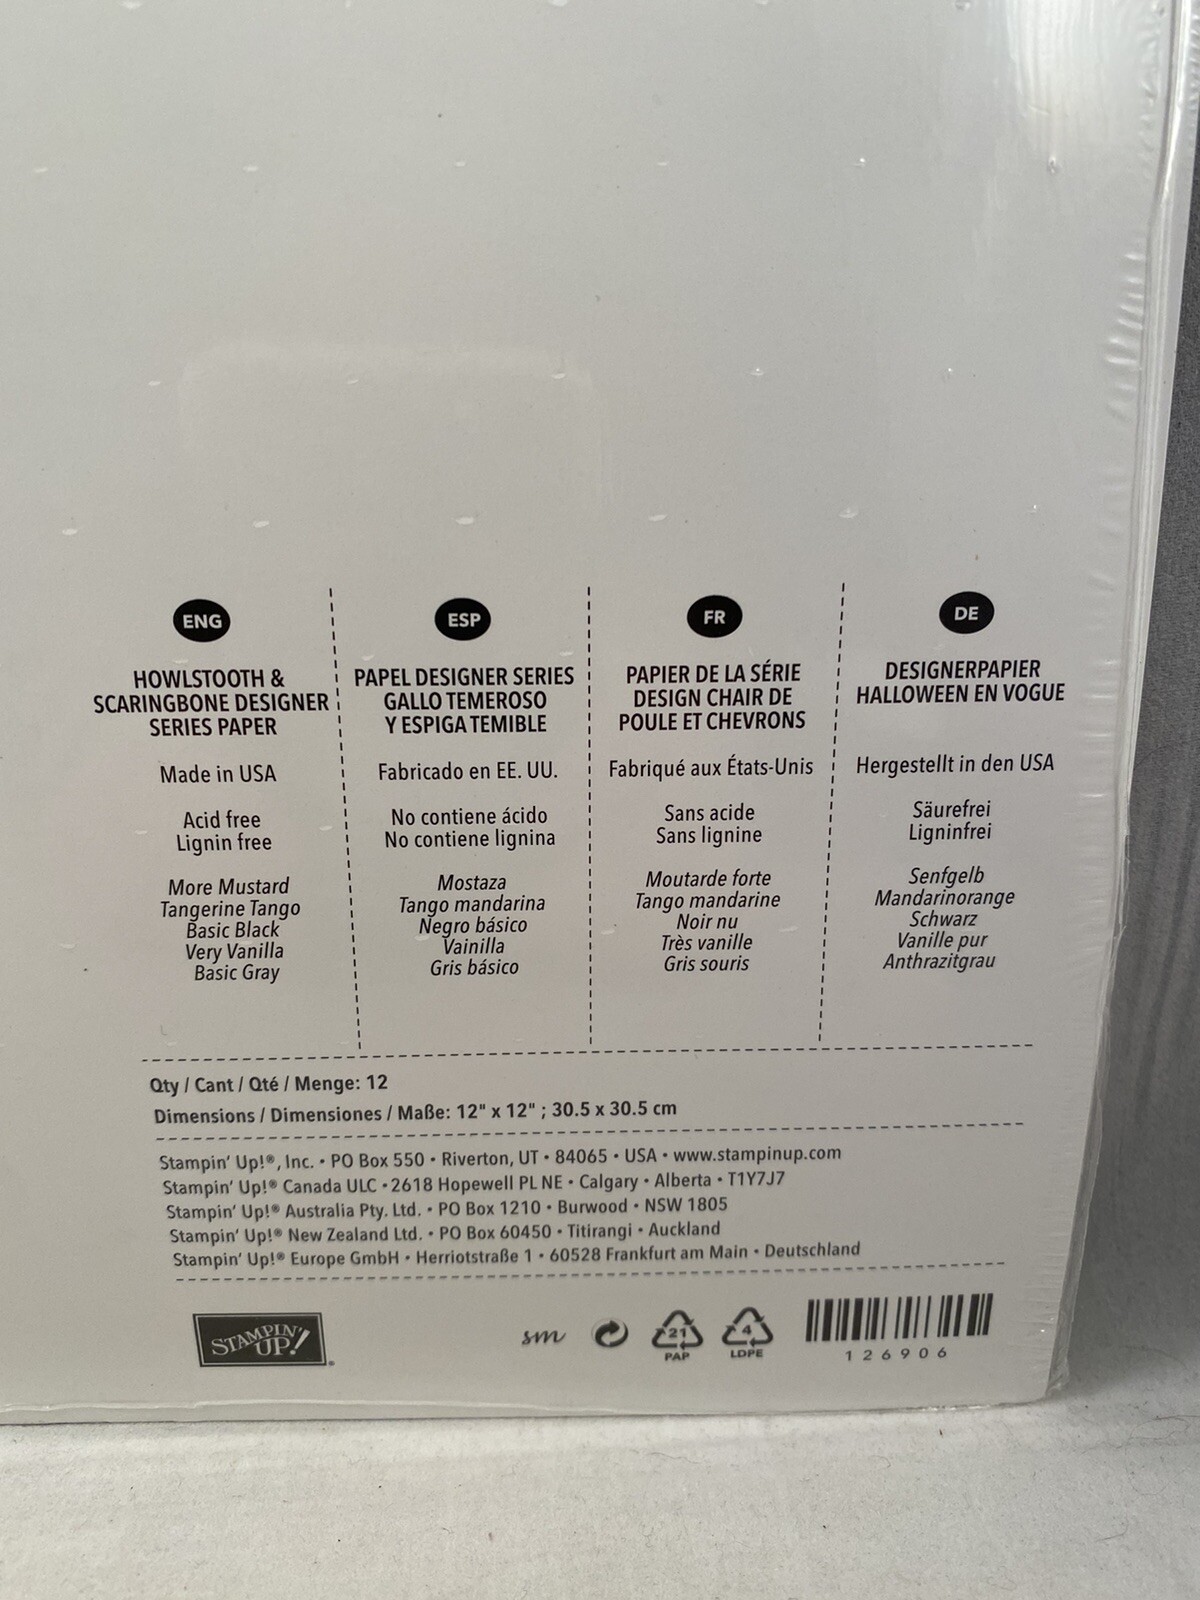 ENG
HOWLSTOOTH &
SCARINGBONE DESIGNER
SERIES PAPER
Made in USA
Acid free
Lignin free
More Mustard
Tangerine Tango
Basic Black
Very Vanilla
Basic Gray
ESP
PAPEL DESIGNER SERIES
GALLO TEMEROSO
Y ESPIGA TEMIBLE
Fabricado en EE. UU.
No contiene ácido
No contiene lignina
Mostaza
Tango mandarina
Negro básico
Vainilla
Gris básico
FR
PAPIER DE LA SÉRIE
DESIGN CHAIR DE
POULE ET CHEVRONS
Fabriqué aux États-Unis
Sans acide
Sans lignine
Moutarde forte
Tango mandarine
Noir nu
Très vanille
Gris souris
DE
DESIGNERPAPIER
HALLOWEEN EN VOGUE
Hergestellt in den USA
Säurefrei
Ligninfrei
Senfgelb
Mandarinorange
Schwarz
Vanille pur
Anthrazitgrau
Qty / Cant / Qté / Menge: 12
Dimensions / Dimensiones / Maße: 12" x 12" ; 30.5 x 30.5 cm
Stampin' Up!®, Inc. • PO Box 550 • Riverton, UT • 84065 • USA • www.stampinup.com
Stampin' Up!® Canada ULC • 2618 Hopewell PL NE • Calgary • Alberta • T1Y7J7
Stampin' Up!® Australia Pty. Ltd. • PO Box 1210 • Burwood • NSW 1805
Stampin' Up!® New Zealand Ltd. • PO Box 60450 • Titirangi • Auckland
Stampin' Up!® Europe GmbH • Herriotstraße 1 • 60528 Frankfurt am Main • Deutschland
STAMPIN'
UP!
sm
21
PAP
4
LDPE
126906